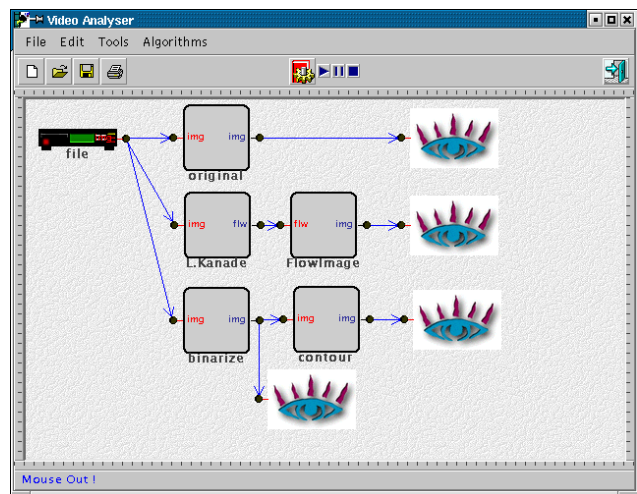 Video Analyser
File Edit Tools Algorithms
file
img img
original
img flw
L.Kanade
flw img
FlowImage
img img
binarize
img img
contour
Mouse Out !